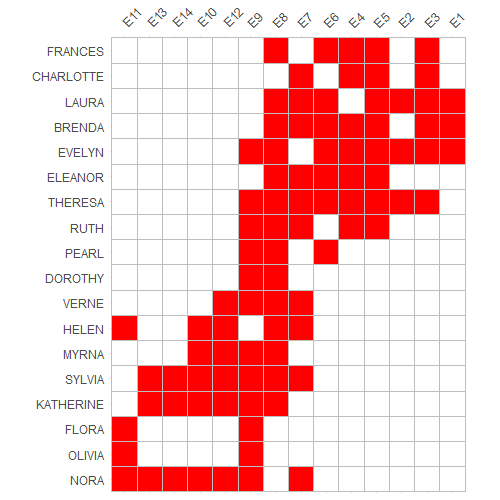 E11 E13 E14 E10 E12 E9 E8 E7 E6 E4 E5 E2 E3 E1
FRANCES
CHARLOTTE
LAURA
BRENDA
EVELYN
ELEANOR
THERESA
RUTH
PEARL
DOROTHY
VERNE
HELEN
MYRNA
SYLVIA
KATHERINE
FLORA
OLIVIA
NORA